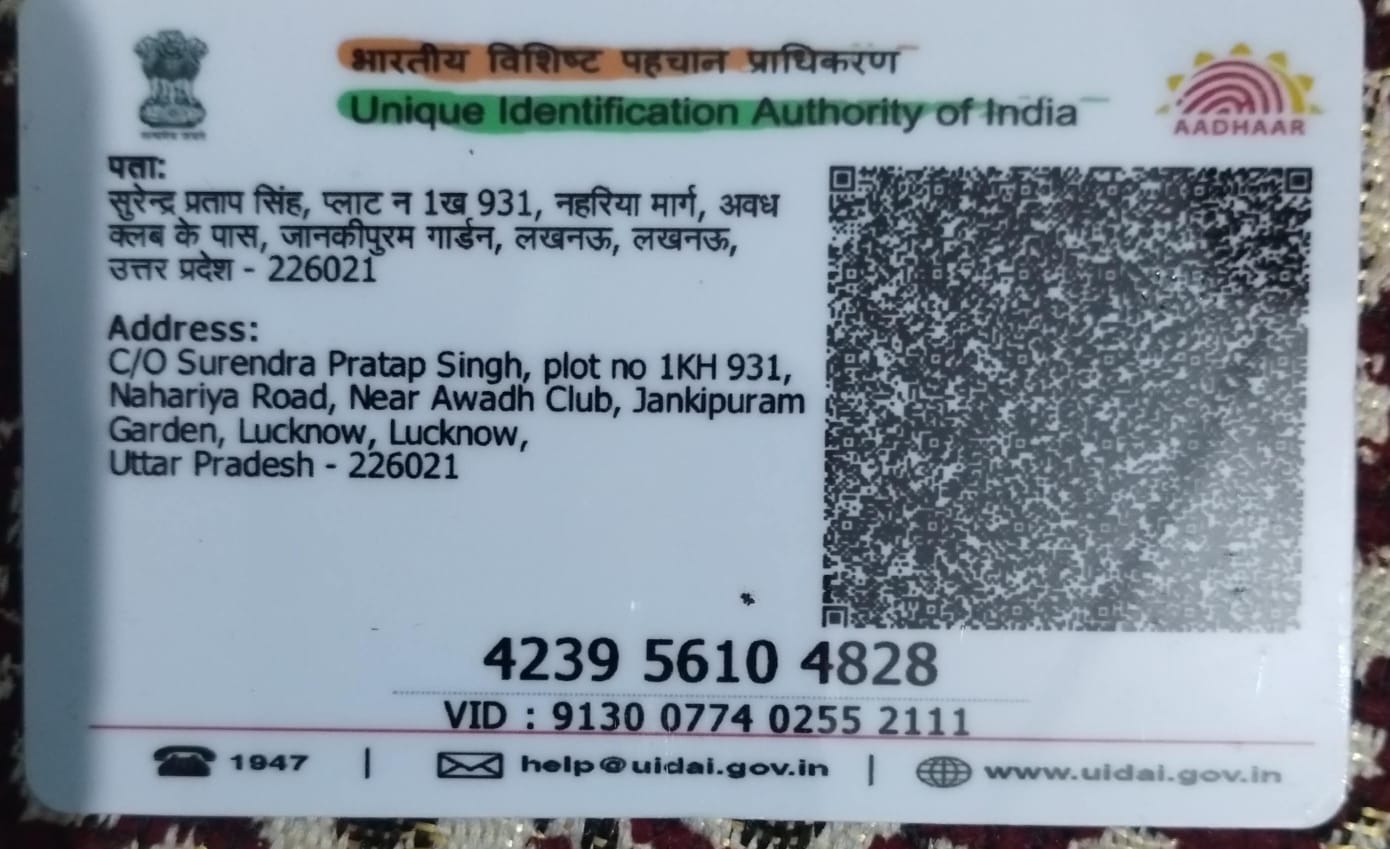 भारतीय विशिष्ट पहचान प्राधिकरण
Unique Identification Authority of India
AADHAAR
पता:
सुरेन्द्र प्रताप सिंह, प्लाट न 1ख 931, नहरिया मार्ग, अवध
क्लब के पास, जानकीपुरम गार्डन, लखनऊ, लखनऊ,
उत्तर प्रदेश - 226021
Address:
C/O Surendra Pratap Singh, plot no 1KH 931,
Nahariya Road, Near Awadh Club, Jankipuram
Garden, Lucknow, Lucknow,
Uttar Pradesh - 226021
4239 5610 4828
VID : 9130 0774 0255 2111
1947 | help@uidai.gov.in | www.uidai.gov.in